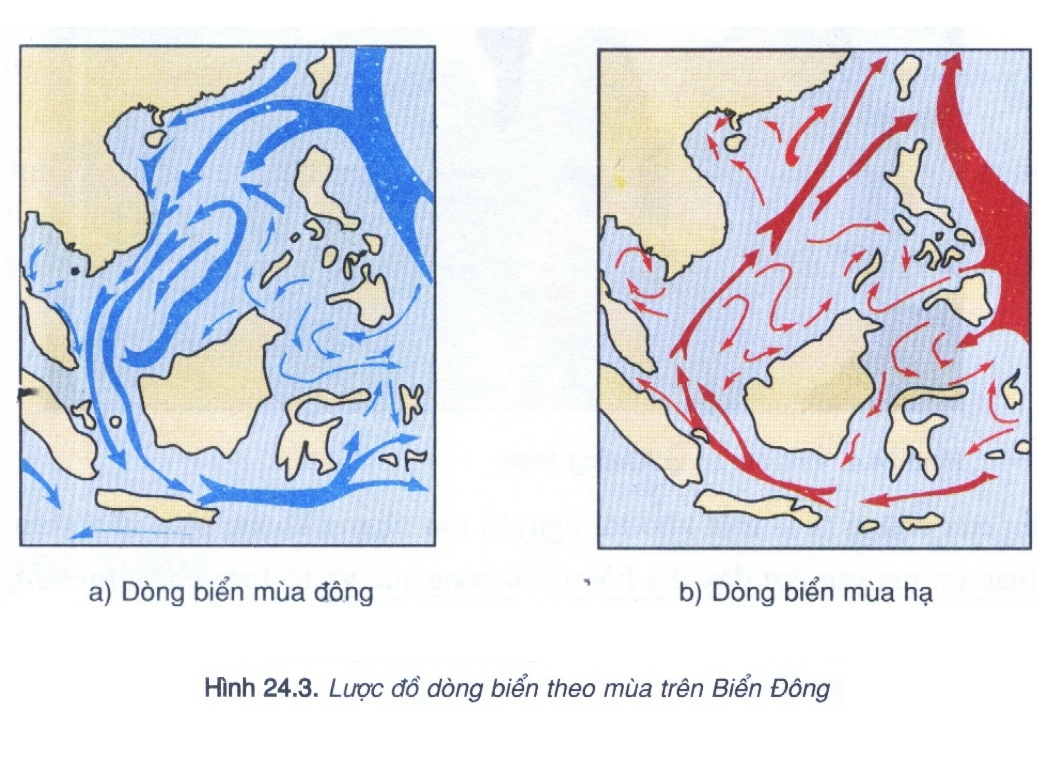 a) Dòng biển mùa đông
b) Dòng biển mùa hạ
Hình 24.3. Lược đồ dòng biển theo mùa trên Biển Đông